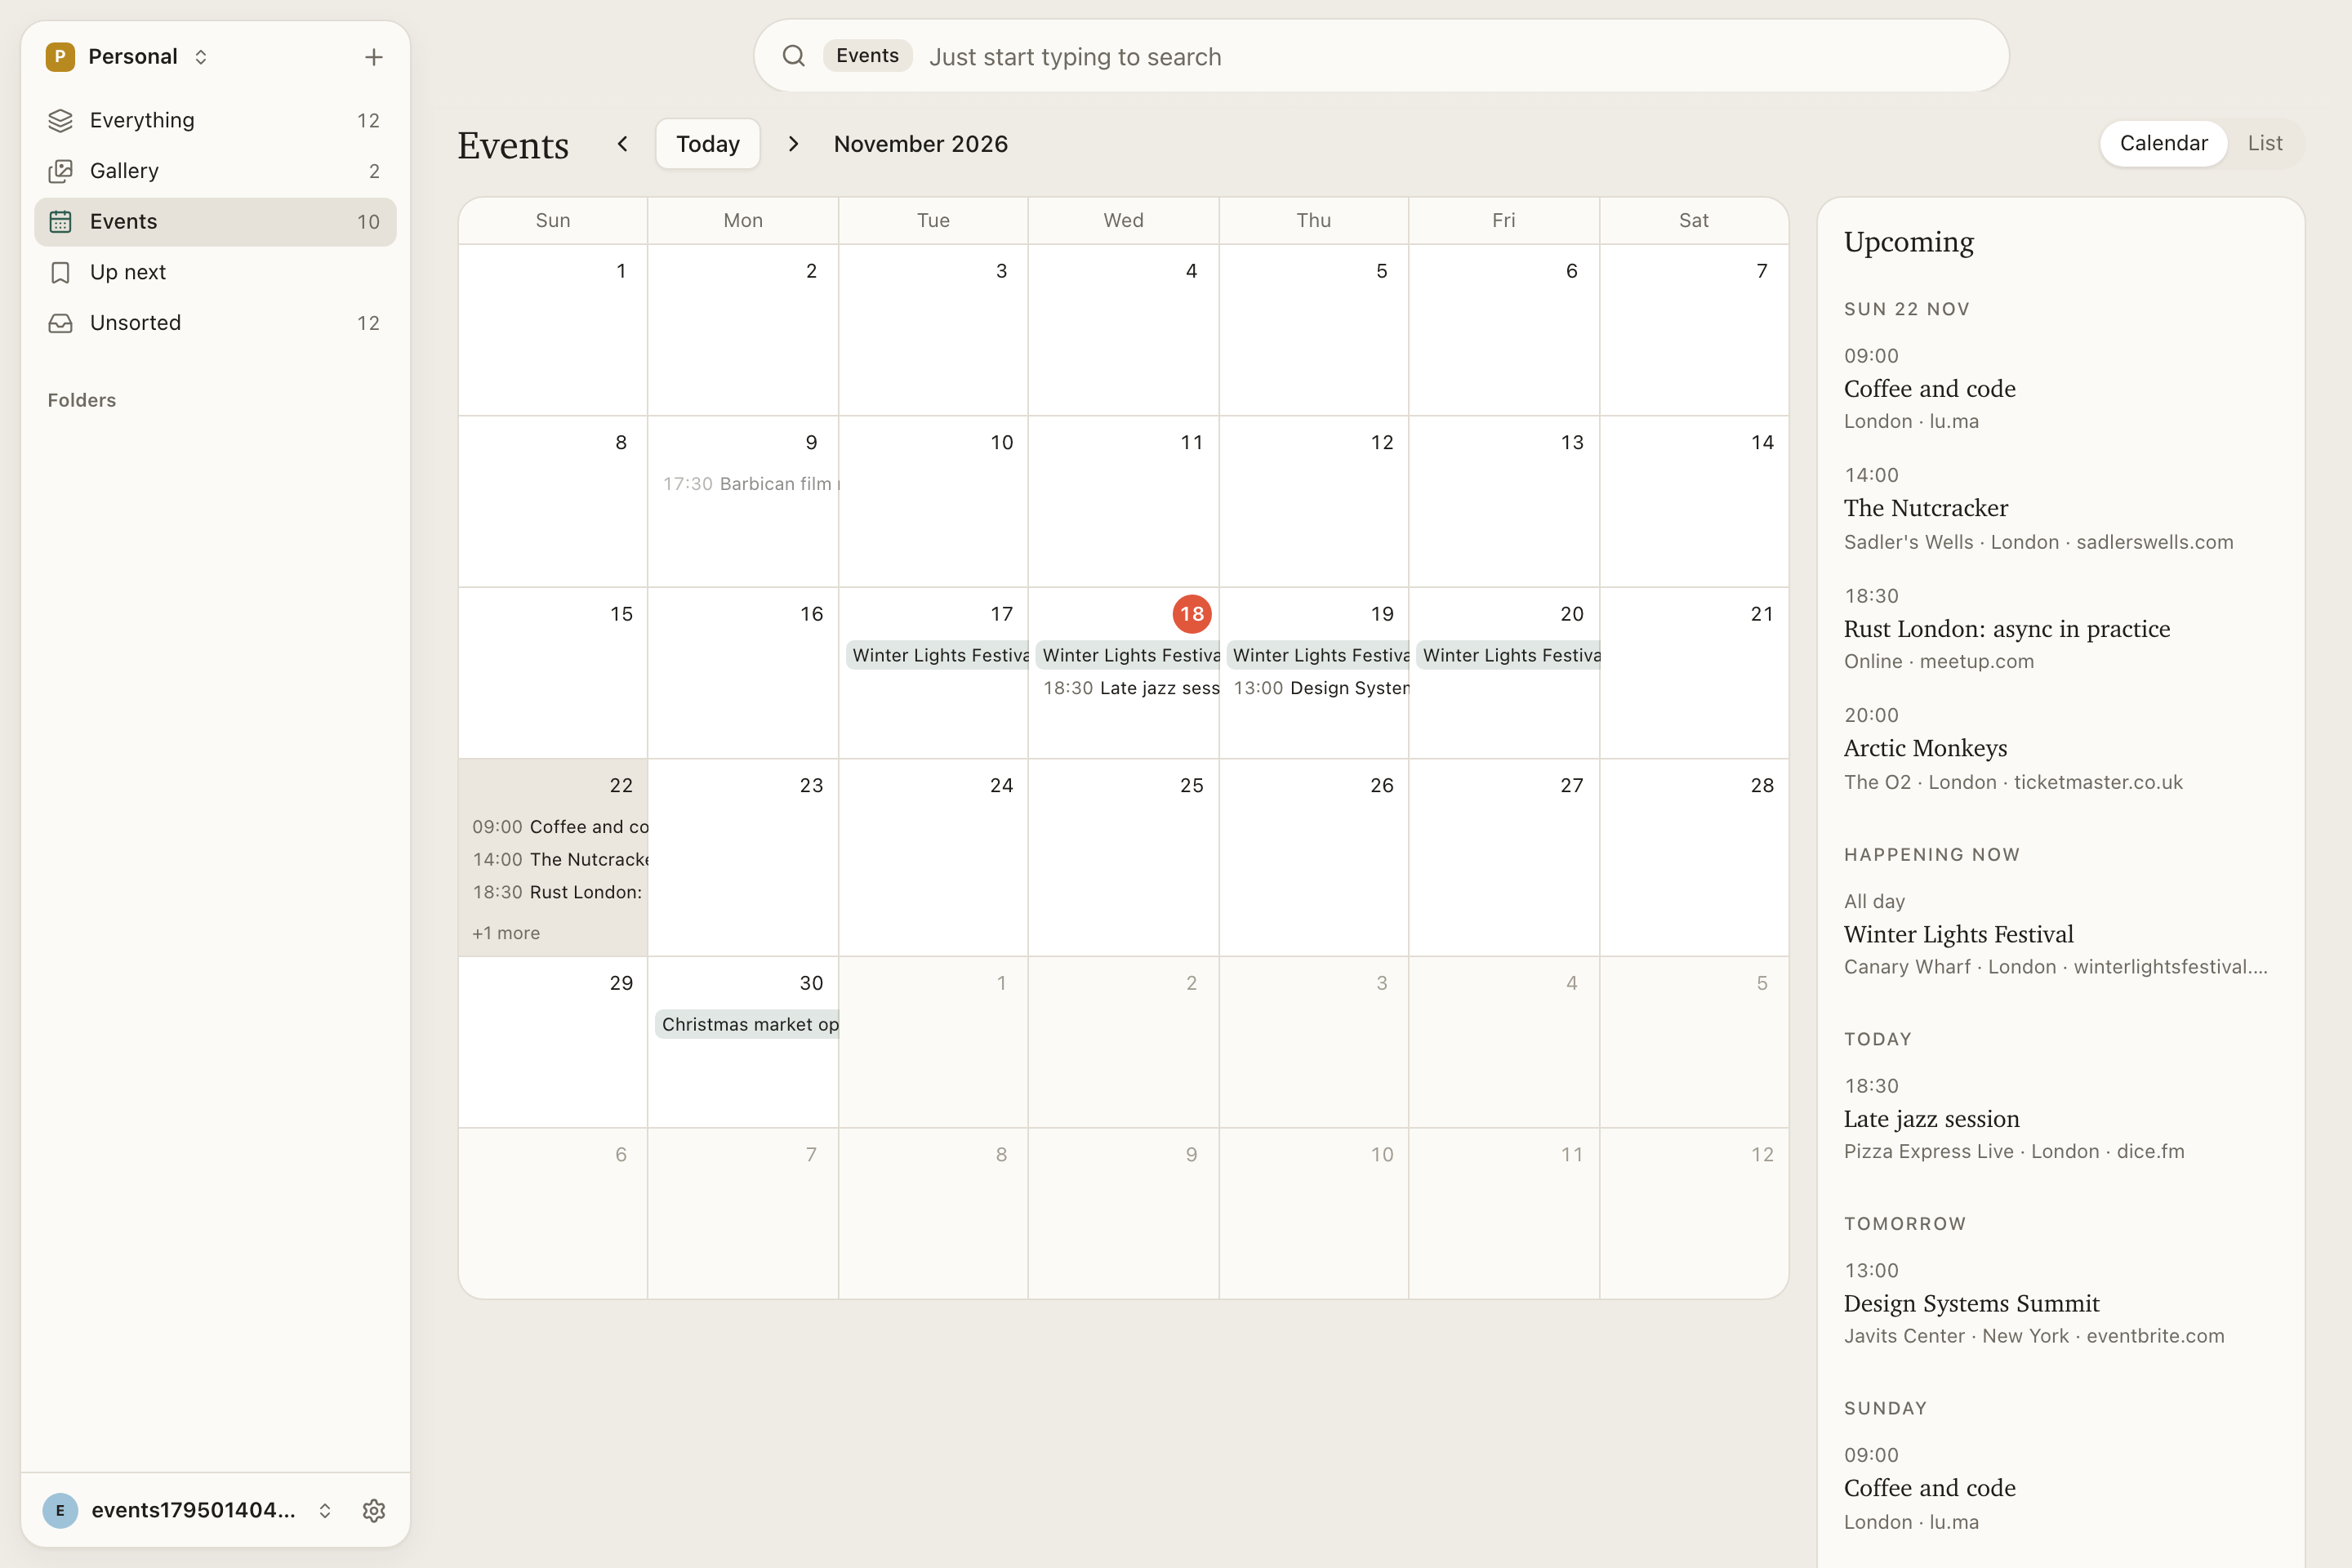 P Personal
Everything 12
Gallery 2
Events 10
Up next
Unsorted 12
Folders
E events179501404...
Events Just start typing to search
Events Today November 2026
Calendar List
Sun Mon Tue Wed Thu Fri Sat
1 2 3 4 5 6 7
8 9 10 11 12 13 14
17:30 Barbican film
15 16 17 18 19 20 21
Winter Lights Festiva Winter Lights Festiva Winter Lights Festiva Winter Lights Festiva
18:30 Late jazz sess 13:00 Design System
22 23 24 25 26 27 28
09:00 Coffee and co
14:00 The Nutcracke
18:30 Rust London:
+1 more
29 30 1 2 3 4 5
Christmas market op
6 7 8 9 10 11 12
Upcoming
SUN 22 NOV
09:00
Coffee and code
London · lu.ma
14:00
The Nutcracker
Sadler's Wells · London · sadlerswells.com
18:30
Rust London: async in practice
Online · meetup.com
20:00
Arctic Monkeys
The O2 · London · ticketmaster.co.uk
HAPPENING NOW
All day
Winter Lights Festival
Canary Wharf · London · winterlightsfestival....
TODAY
18:30
Late jazz session
Pizza Express Live · London · dice.fm
TOMORROW
13:00
Design Systems Summit
Javits Center · New York · eventbrite.com
SUNDAY
09:00
Coffee and code
London · lu.ma